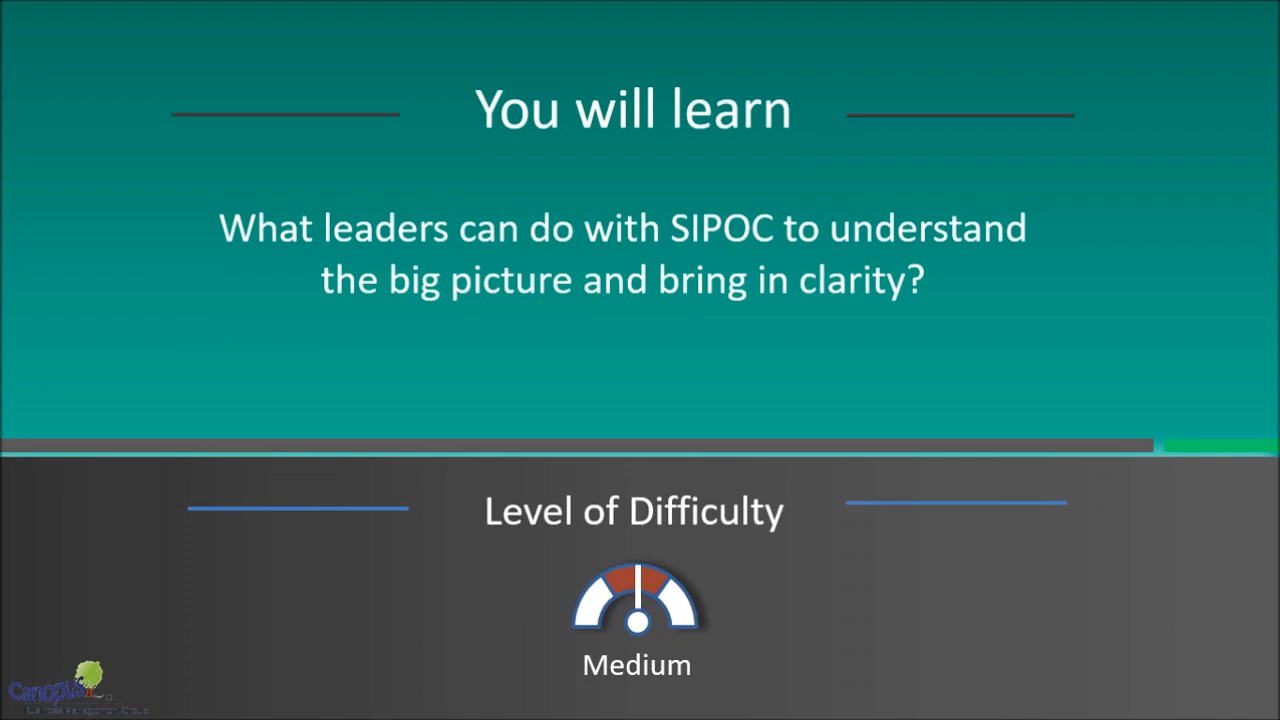 You will learn
What leaders can do with SIPOC to understand
the big picture and bring in clarity?
Level of Difficulty
Medium
Canopus